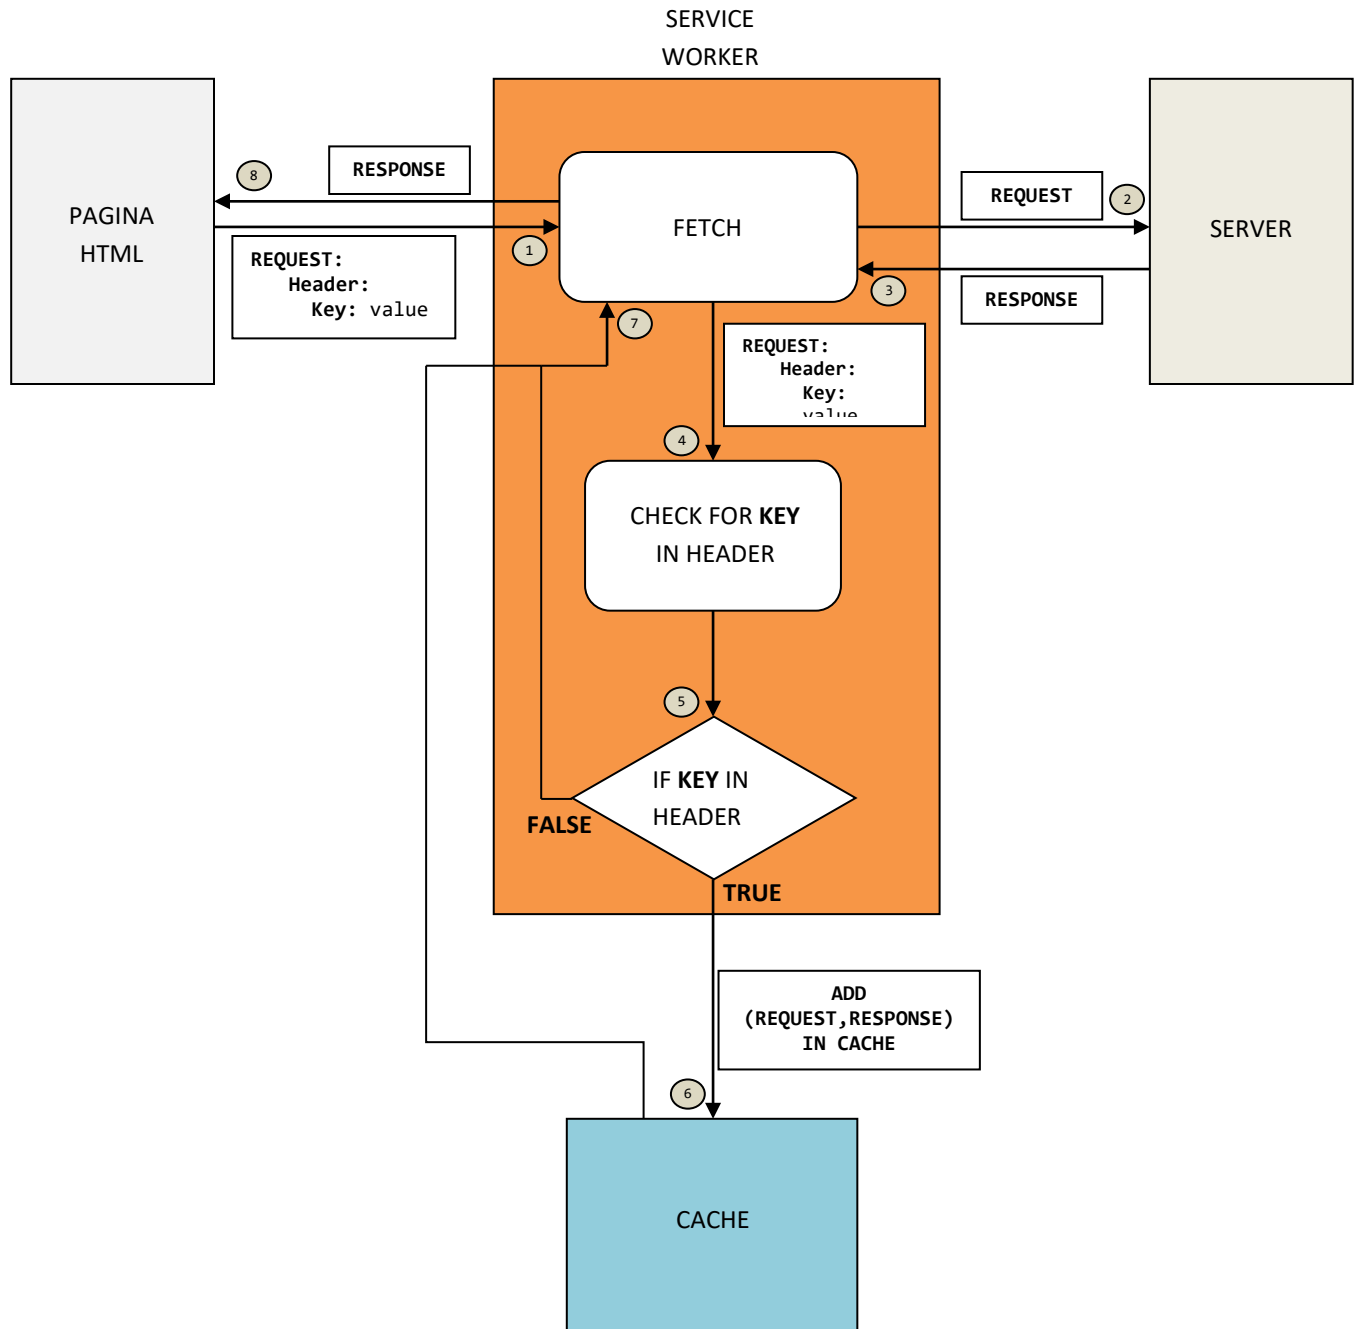 SERVICE
WORKER
8
RESPONSE
PAGINA
HTML
1
REQUEST:
Header:
Key: value
FETCH
REQUEST
2
SERVER
3
RESPONSE
7
REQUEST:
Header:
Key:
value
4
CHECK FOR KEY
IN HEADER
5
IF KEY IN
HEADER
FALSE
TRUE
ADD
(REQUEST,RESPONSE)
IN CACHE
6
CACHE